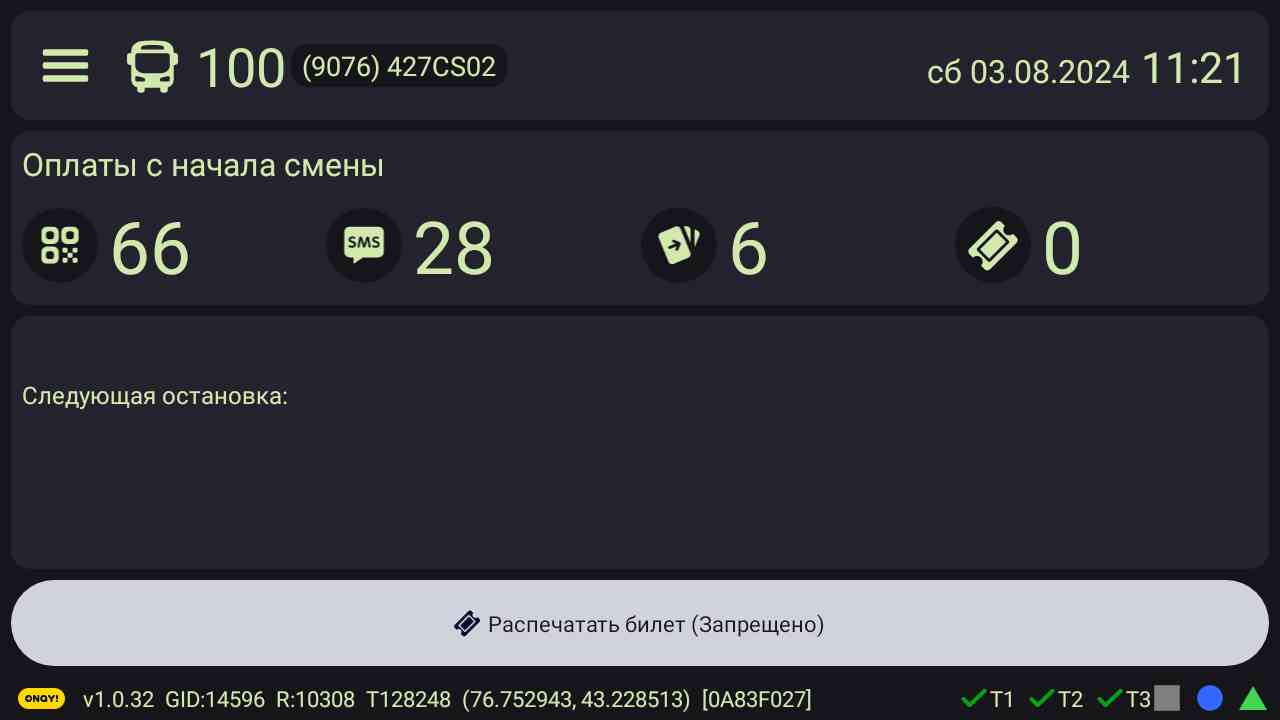 100 (9076) 427CS02 сб 03.08.2024 11:21
Оплаты с начала смены
66 SMS 28 6 0
Следующая остановка:
Распечатать билет (Запрещено)
ONAY! v1.0.32 GID:14596 R:10308 T128248 (76.752943, 43.228513) [0A83F027] T1 T2 T3